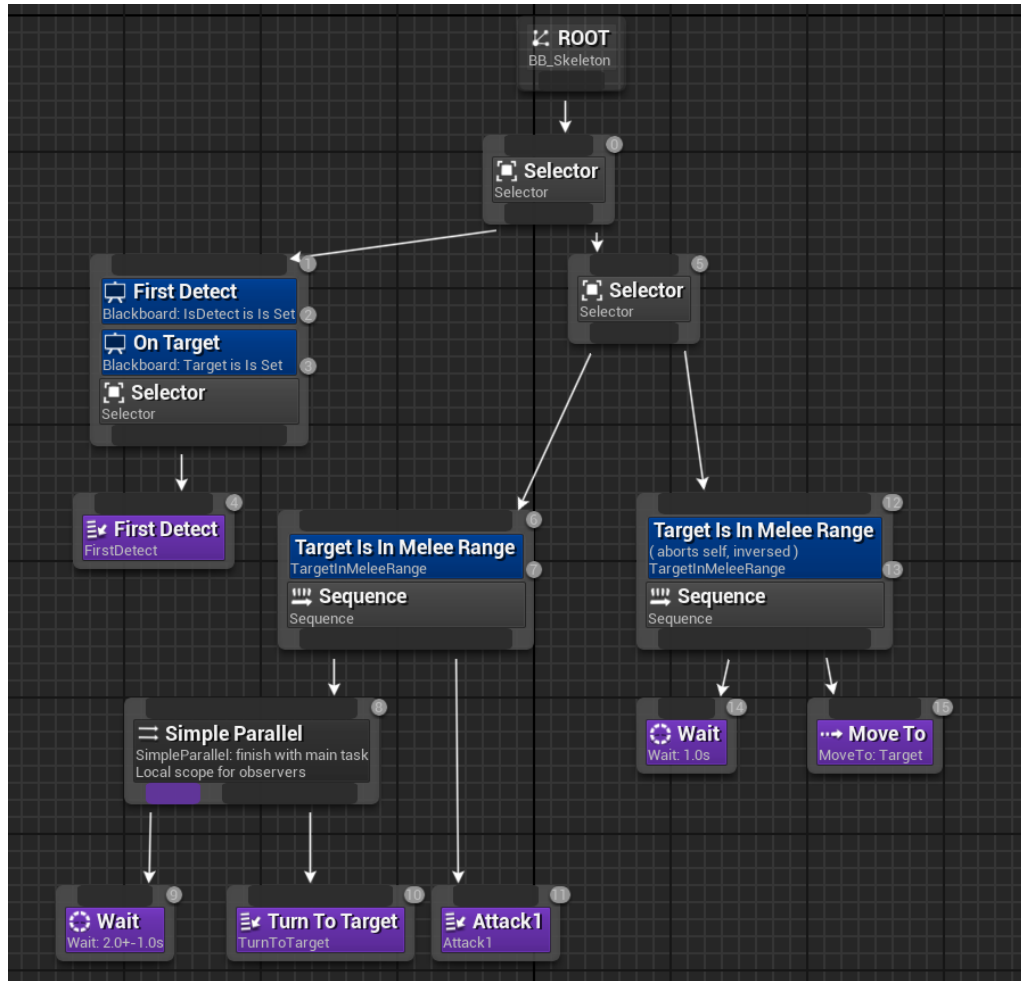 ROOT
BB_Skeleton
0
Selector
Selector
1
First Detect
Blackboard: IsDetect is Is Set
2
On Target
Blackboard: Target is Is Set
3
Selector
Selector
5
Selector
Selector
4
First Detect
FirstDetect
6
Target Is In Melee Range
TargetInMeleeRange
7
Sequence
Sequence
12
Target Is In Melee Range
( aborts self, inversed )
TargetInMeleeRange
13
Sequence
Sequence
8
Simple Parallel
SimpleParallel: finish with main task
Local scope for observers
14
Wait
Wait: 1.0s
15
Move To
MoveTo: Target
9
Wait
Wait: 2.0+-1.0s
10
Turn To Target
TurnToTarget
11
Attack1
Attack1